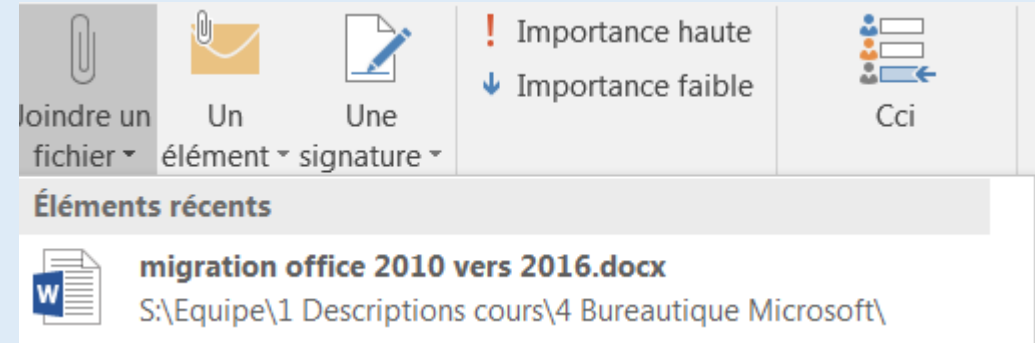 Joindre un fichier
Un élément
Une signature
Importance haute
Importance faible
Cci
Éléments récents
migration office 2010 vers 2016.docx
S:\Equipe\1 Descriptions cours\4 Bureautique Microsoft\